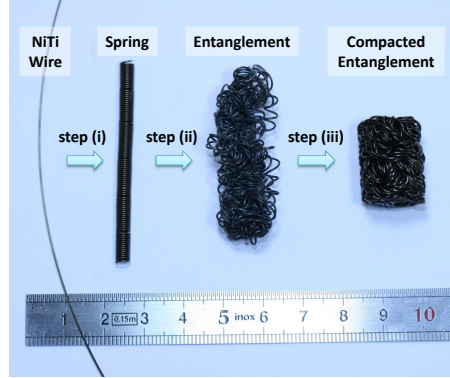 NiTi Wire
Spring
Entanglement
Compacted Entanglement
step (i)
step (ii)
step (iii)
1 2 0.15m 3 4 5 inox 6 7 8 9 10